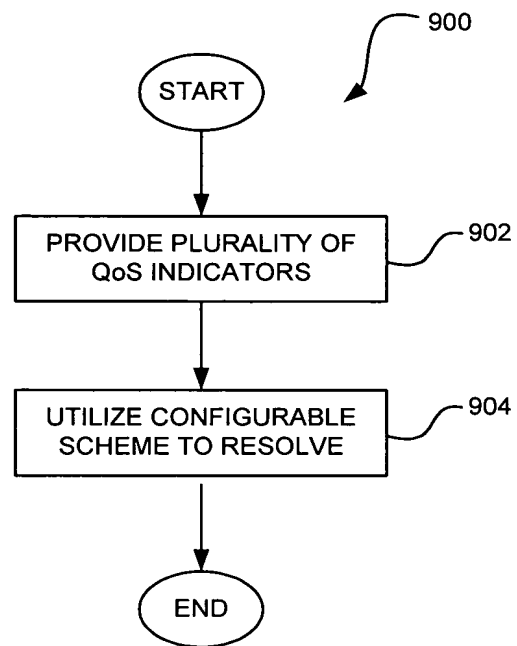 900
START
PROVIDE PLURALITY OF
QoS INDICATORS
902
UTILIZE CONFIGURABLE
SCHEME TO RESOLVE
904
END